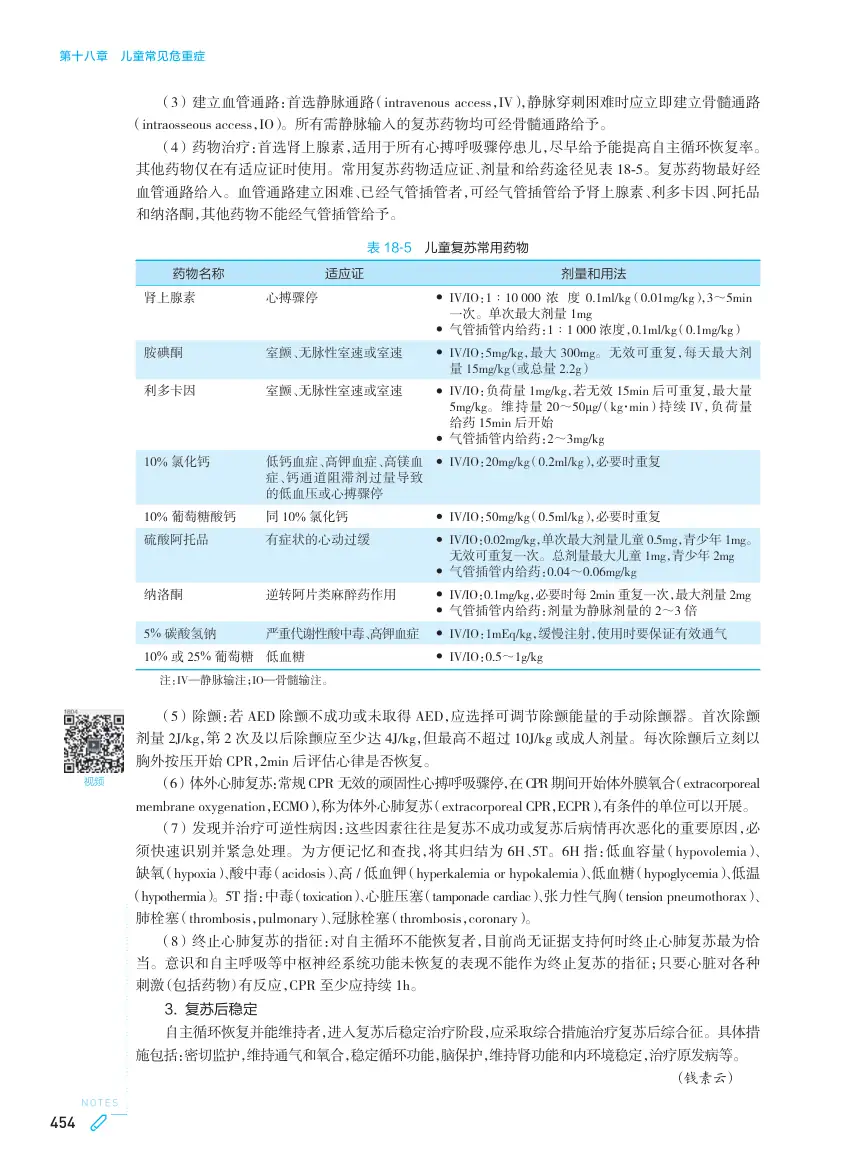 第十八章 儿童常见危重症
（3）建立血管通路：首选静脉通路（intravenous access，IV），静脉穿刺困难时应立即建立骨髓通路
（intraosseous access，IO）。所有需静脉输入的复苏药物均可经骨髓通路给予。
（4）药物治疗：首选肾上腺素，适用于所有心搏呼吸骤停患儿，尽早给予能提高自主循环恢复率。
其他药物仅在有适应证时使用。常用复苏药物适应证、剂量和给药途径见表 18-5。复苏药物最好经
血管通路给入。血管通路建立困难、已经气管插管者，可经气管插管给予肾上腺素、利多卡因、阿托品
和纳洛酮，其他药物不能经气管插管给予。
表 18-5 儿童复苏常用药物
药物名称 适应证 剂量和用法
肾上腺素 心搏骤停 ● IV/IO：1∶10 000 浓 度 0.1ml/kg（0.01mg/kg），3～5min
一次。单次最大剂量 1mg
● 气管插管内给药：1∶1 000 浓度，0.1ml/kg（0.1mg/kg）
胺碘酮 室颤、无脉性室速或室速 ● IV/IO：5mg/kg，最大 300mg。无效可重复，每天最大剂
量 15mg/kg（或总量 2.2g）
利多卡因 室颤、无脉性室速或室速 ● IV/IO：负荷量 1mg/kg，若无效 15min 后可重复，最大量
5mg/kg。维持量 20～50μg/（kg·min）持续 IV，负荷量
给药 15min 后开始
● 气管插管内给药：2～3mg/kg
10% 氯化钙 低钙血症、高钾血症、高镁血 ● IV/IO：20mg/kg（0.2ml/kg），必要时重复
症、钙通道阻滞剂过量导致
的低血压或心搏骤停
10% 葡萄糖酸钙 同 10% 氯化钙 ● IV/IO：50mg/kg（0.5ml/kg），必要时重复
硫酸阿托品 有症状的心动过缓 ● IV/IO：0.02mg/kg，单次最大剂量儿童 0.5mg，青少年 1mg。
无效可重复一次。总剂量最大儿童 1mg，青少年 2mg
● 气管插管内给药：0.04～0.06mg/kg
纳洛酮 逆转阿片类麻醉药作用 ● IV/IO：0.1mg/kg，必要时每 2min 重复一次，最大剂量 2mg
● 气管插管内给药：剂量为静脉剂量的 2～3 倍
5% 碳酸氢钠 严重代谢性酸中毒、高钾血症 ● IV/IO：1mEq/kg，缓慢注射，使用时要保证有效通气
10% 或 25% 葡萄糖 低血糖 ● IV/IO：0.5～1g/kg
注：IV—静脉输注；IO—骨髓输注。
1804
视频
（5）除颤：若 AED 除颤不成功或未取得 AED，应选择可调节除颤能量的手动除颤器。首次除颤
剂量 2J/kg，第 2 次及以后除颤应至少达 4J/kg，但最高不超过 10J/kg 或成人剂量。每次除颤后立刻以
胸外按压开始 CPR，2min 后评估心律是否恢复。
（6）体外心肺复苏：常规 CPR 无效的顽固性心搏呼吸骤停，在 CPR 期间开始体外膜氧合（extracorporeal
membrane oxygenation，ECMO），称为体外心肺复苏（extracorporeal CPR，ECPR），有条件的单位可以开展。
（7）发现并治疗可逆性病因：这些因素往往是复苏不成功或复苏后病情再次恶化的重要原因，必
须快速识别并紧急处理。为方便记忆和查找，将其归结为 6H、5T。6H 指：低血容量（hypovolemia）、
缺氧（hypoxia）、酸中毒（acidosis）、高 / 低血钾（hyperkalemia or hypokalemia）、低血糖（hypoglycemia）、低温
（hypothermia）。5T 指：中毒（toxication）、心脏压塞（tamponade cardiac）、张力性气胸（tension pneumothorax）、
肺栓塞（thrombosis，pulmonary）、冠脉栓塞（thrombosis，coronary）。
（8）终止心肺复苏的指征：对自主循环不能恢复者，目前尚无证据支持何时终止心肺复苏最为恰
当。意识和自主呼吸等中枢神经系统功能未恢复的表现不能作为终止复苏的指征；只要心脏对各种
刺激（包括药物）有反应，CPR 至少应持续 1h。
3. 复苏后稳定
自主循环恢复并能维持者，进入复苏后稳定治疗阶段，应采取综合措施治疗复苏后综合征。具体措
施包括：密切监护，维持通气和氧合，稳定循环功能，脑保护，维持肾功能和内环境稳定，治疗原发病等。
（钱素云）
NOTES
454